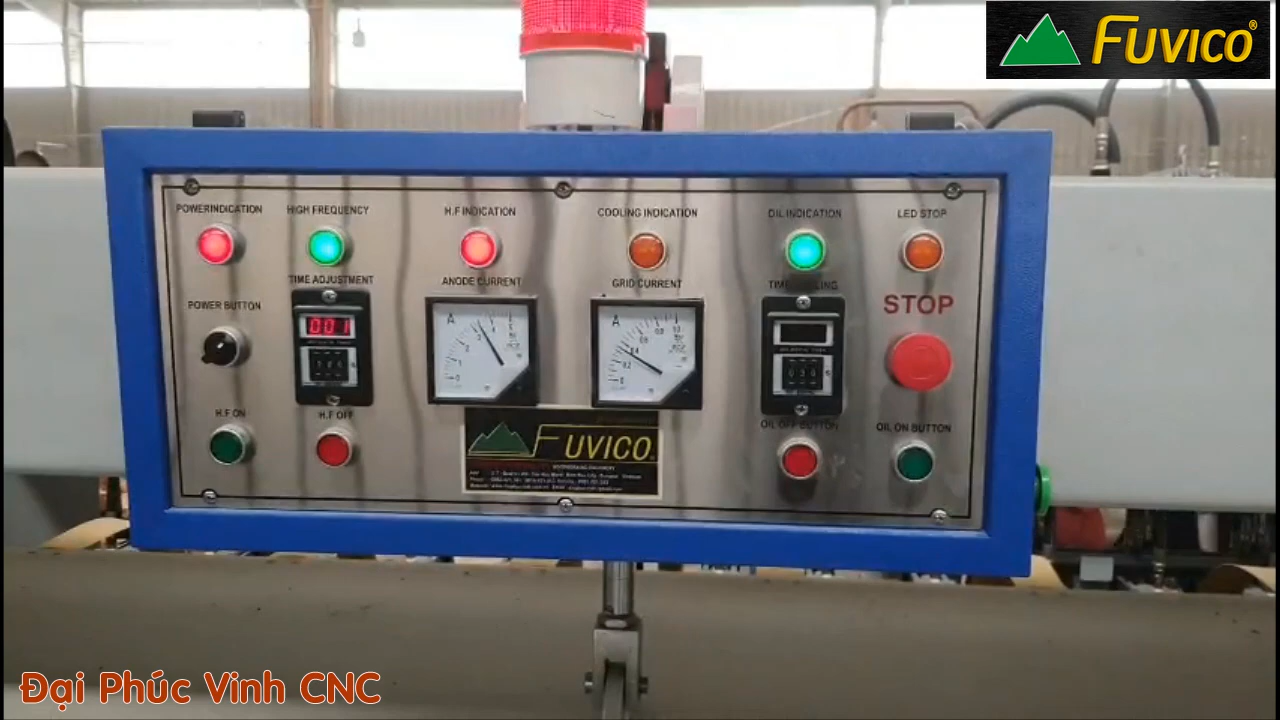 FUVICO®
POWERINDICATION HIGH FREQUENCY H.F INDICATION COOLING INDICATION OIL INDICATION LED STOP
TIME ADJUSTMENT ANODE CURRENT GRID CURRENT
POWER BUTTON STOP
001
A A
030
H.F ON H.F OFF OIL OFF BUTTON OIL ON BUTTON
FUVICO
Đại Phúc Vinh CNC